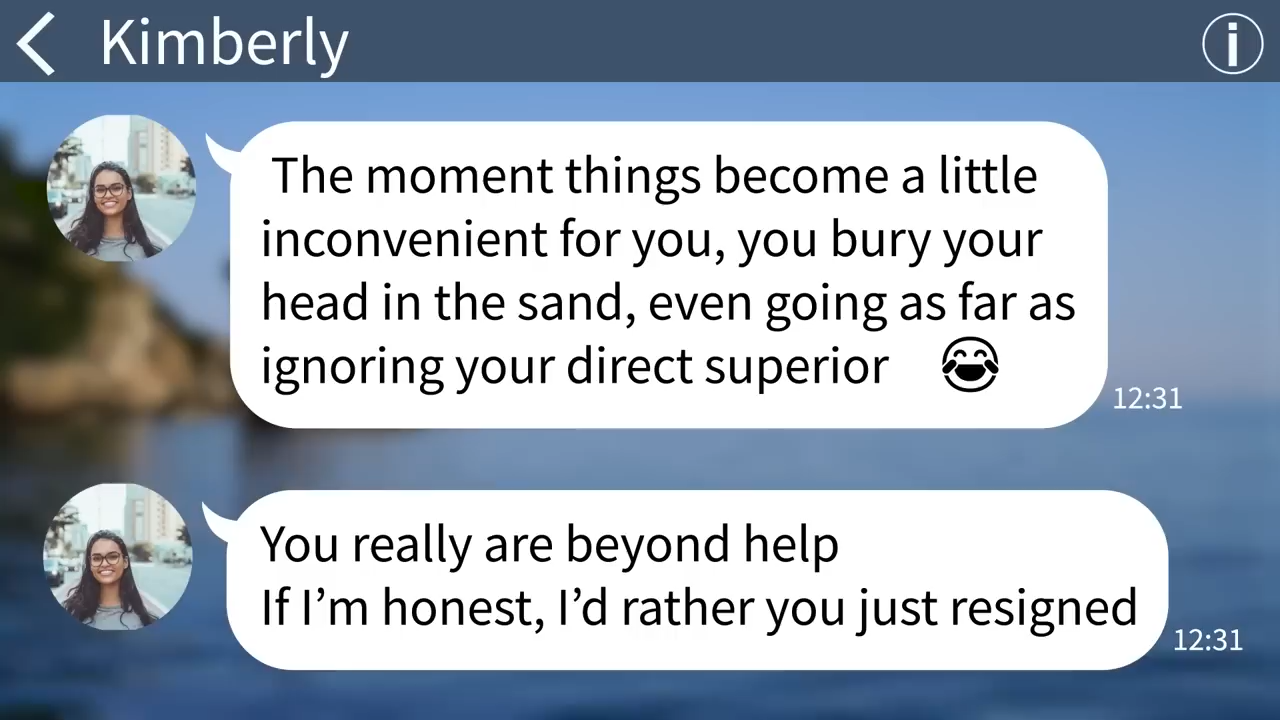 Kimberly
The moment things become a little
inconvenient for you, you bury your
head in the sand, even going as far as
ignoring your direct superior 😂
12:31
You really are beyond help
If I’m honest, I’d rather you just resigned
12:31